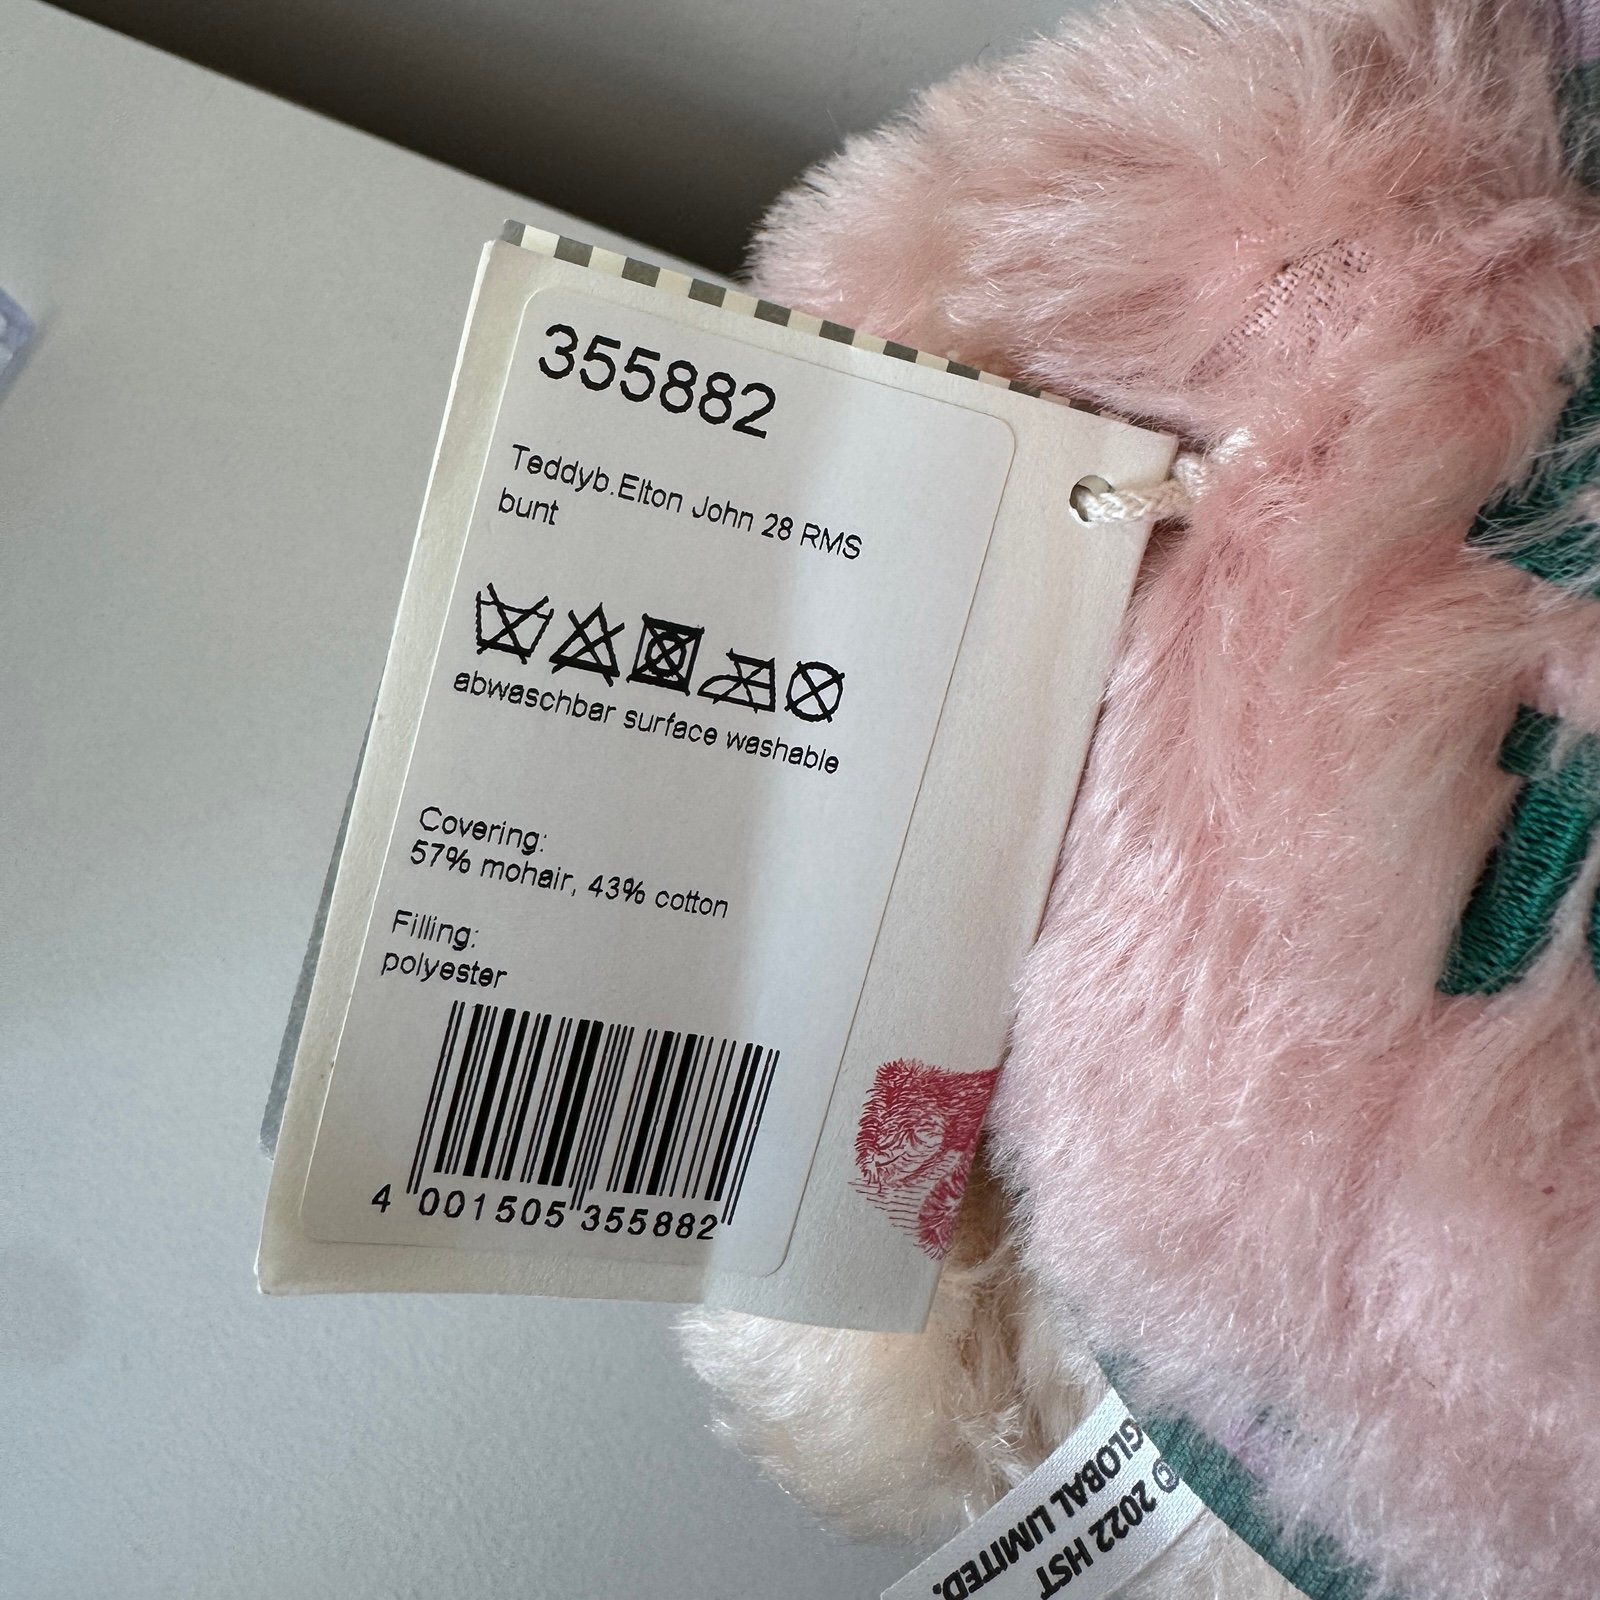 355882
Teddyb.Elton John 28 RMS
bunt
abwaschbar surface washable
Covering:
57% mohair, 43% cotton
Filling:
polyester
4 001505 355882
© 2022 HST
GLOBAL LIMITED.